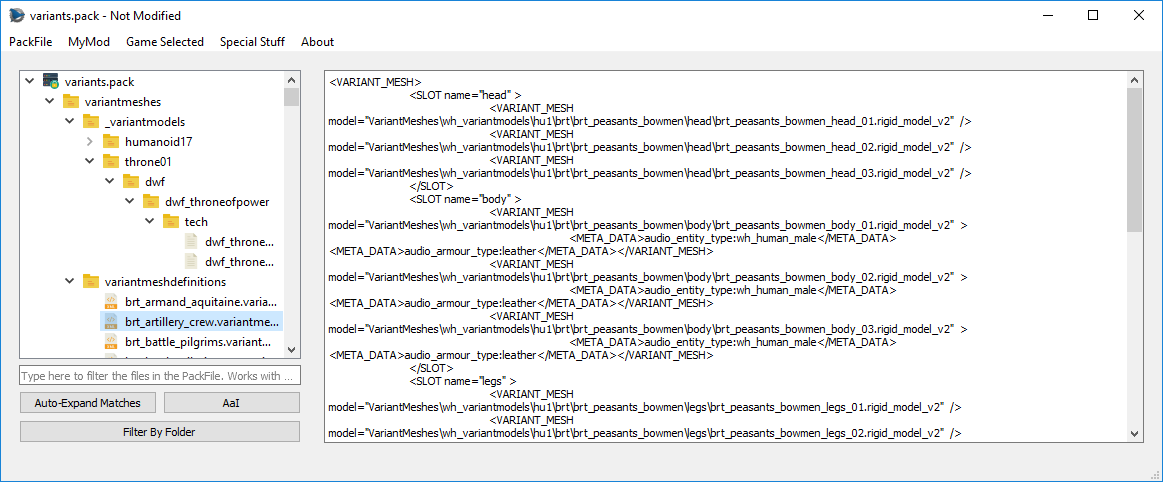 variants.pack - Not Modified
PackFile MyMod Game Selected Special Stuff About
variants.pack
variantmeshes
_variantmodels
humanoid17
throne01
dwf
dwf_throneofpower
tech
dwf_throne...
dwf_throne...
variantmeshdefinitions
brt_armand_aquitaine.varia...
brt_artillery_crew.variantme...
brt_battle_pilgrims.variant...
Type here to filter the files in the PackFile. Works with ...
Auto-Expand Matches
AaI
Filter By Folder
<VARIANT_MESH>
<SLOT name="head" >
<VARIANT_MESH
model="VariantMeshes\wh_variantmodels\hu1\brt\brt_peasants_bowmen\head\brt_peasants_bowmen_head_01.rigid_model_v2" />
<VARIANT_MESH
model="VariantMeshes\wh_variantmodels\hu1\brt\brt_peasants_bowmen\head\brt_peasants_bowmen_head_02.rigid_model_v2" />
<VARIANT_MESH
model="VariantMeshes\wh_variantmodels\hu1\brt\brt_peasants_bowmen\head\brt_peasants_bowmen_head_03.rigid_model_v2" />
</SLOT>
<SLOT name="body" >
<VARIANT_MESH
model="VariantMeshes\wh_variantmodels\hu1\brt\brt_peasants_bowmen\body\brt_peasants_bowmen_body_01.rigid_model_v2" >
<META_DATA>audio_entity_type:wh_human_male</META_DATA>
<META_DATA>audio_armour_type:leather</META_DATA></VARIANT_MESH>
<VARIANT_MESH
model="VariantMeshes\wh_variantmodels\hu1\brt\brt_peasants_bowmen\body\brt_peasants_bowmen_body_02.rigid_model_v2" >
<META_DATA>audio_entity_type:wh_human_male</META_DATA>
<META_DATA>audio_armour_type:leather</META_DATA></VARIANT_MESH>
<VARIANT_MESH
model="VariantMeshes\wh_variantmodels\hu1\brt\brt_peasants_bowmen\body\brt_peasants_bowmen_body_03.rigid_model_v2" >
<META_DATA>audio_entity_type:wh_human_male</META_DATA>
<META_DATA>audio_armour_type:leather</META_DATA></VARIANT_MESH>
</SLOT>
<SLOT name="legs" >
<VARIANT_MESH
model="VariantMeshes\wh_variantmodels\hu1\brt\brt_peasants_bowmen\legs\brt_peasants_bowmen_legs_01.rigid_model_v2" />
<VARIANT_MESH
model="VariantMeshes\wh_variantmodels\hu1\brt\brt_peasants_bowmen\legs\brt_peasants_bowmen_legs_02.rigid_model_v2" />